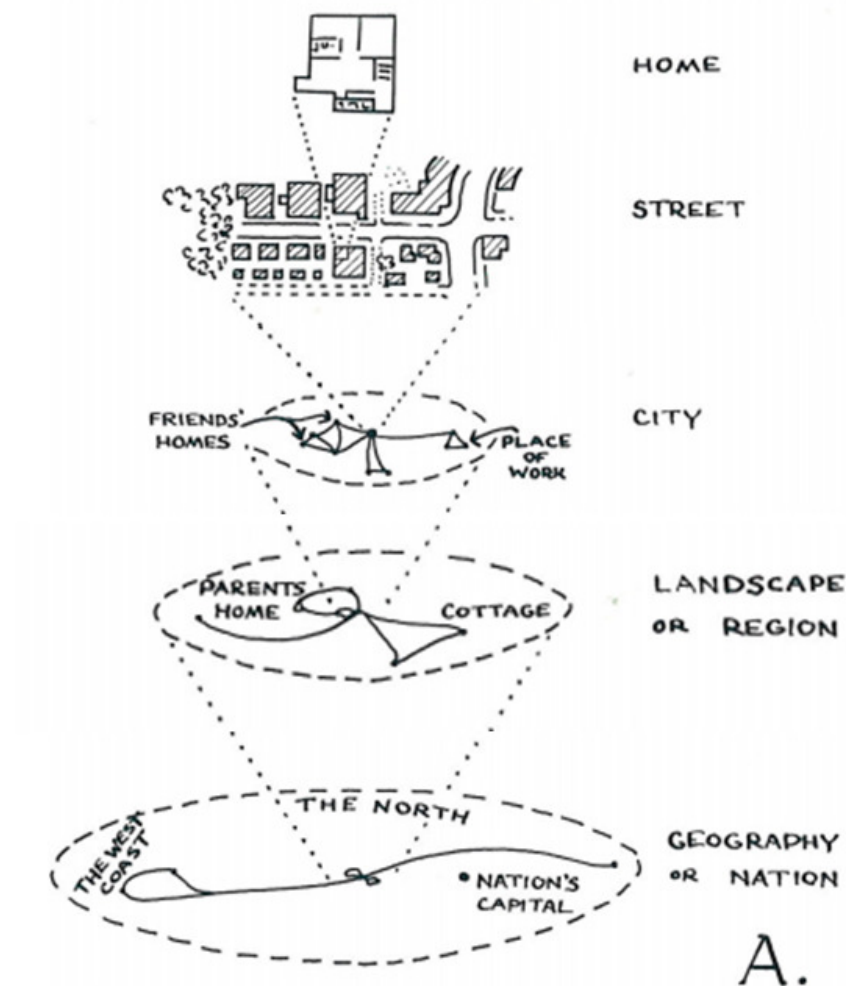 HOME
STREET
FRIENDS
HOMES
CITY
PLACE
OF
WORK
PARENTS
HOME
COTTAGE
LANDSCAPE
OR REGION
THE NORTH
THE WEST
COAST
NATION'S
CAPITAL
GEOGRAPHY
OR NATION
A.